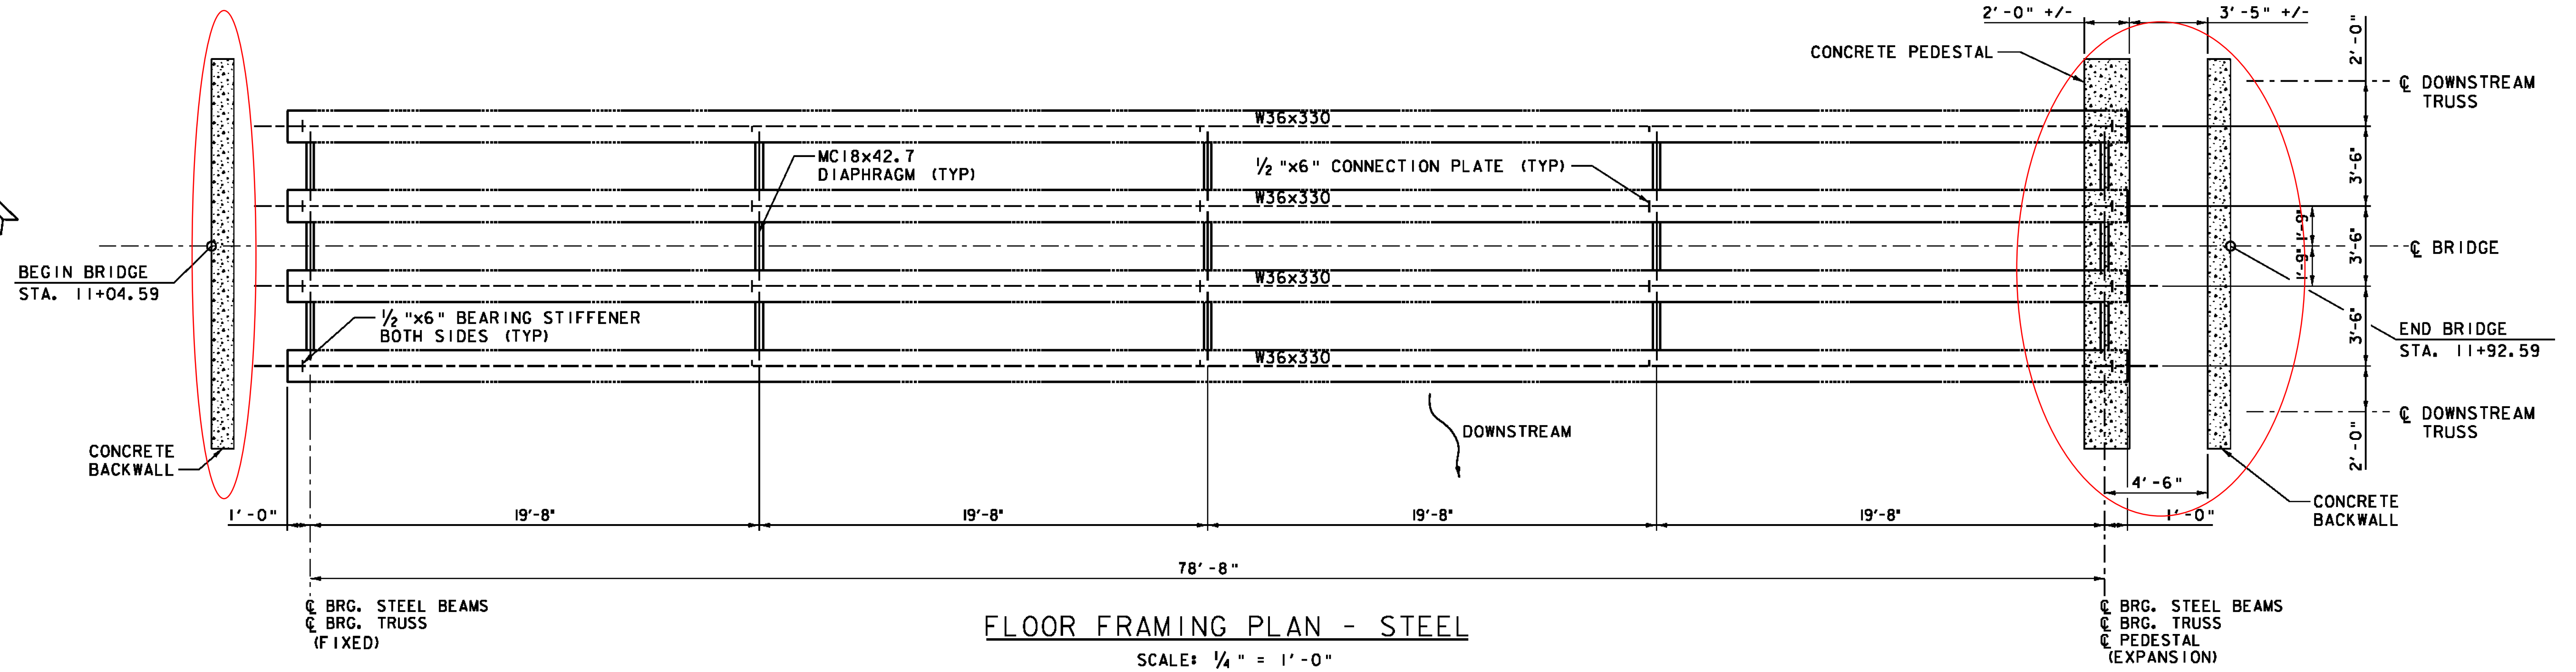 2'-0" +/-
3'-5" +/-
CONCRETE PEDESTAL
2'-0"
℄ DOWNSTREAM
TRUSS
W36x330
MC18x42.7
DIAPHRAGM (TYP)
1/2"x6" CONNECTION PLATE (TYP)
3'-6"
W36x330
1'-9"
℄ BRIDGE
3'-6"
1'-9"
BEGIN BRIDGE
STA. 11+04.59
W36x330
1/2"x6" BEARING STIFFENER
BOTH SIDES (TYP)
3'-6"
END BRIDGE
STA. 11+92.59
W36x330
℄ DOWNSTREAM
TRUSS
DOWNSTREAM
2'-0"
CONCRETE
BACKWALL
4'-6"
CONCRETE
BACKWALL
1'-0"
19'-8"
19'-8"
19'-8"
19'-8"
1'-0"
78'-8"
℄ BRG. STEEL BEAMS
℄ BRG. TRUSS
(FIXED)
℄ BRG. STEEL BEAMS
℄ BRG. TRUSS
℄ PEDESTAL
(EXPANSION)
FLOOR FRAMING PLAN - STEEL
SCALE: 1/4" = 1'-0"